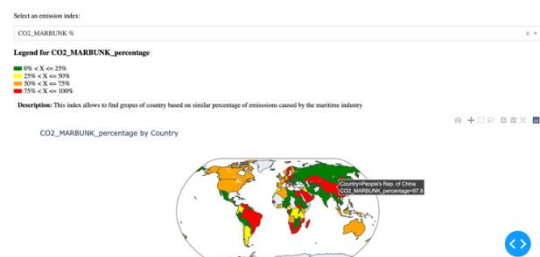 Select an emission index:
CO2_MARBUNK %
Legend for CO2_MARBUNK_percentage
0% < X <= 25%
25% < X <= 50%
50% < X <= 75%
75% < X <= 100%
Description: This index allows to find gropus of country based on similar percentage of emissions caused by the maritime industry
CO2_MARBUNK_percentage by Country
Country=People's Rep. of China
CO2_MARBUNK_percentage=97.8